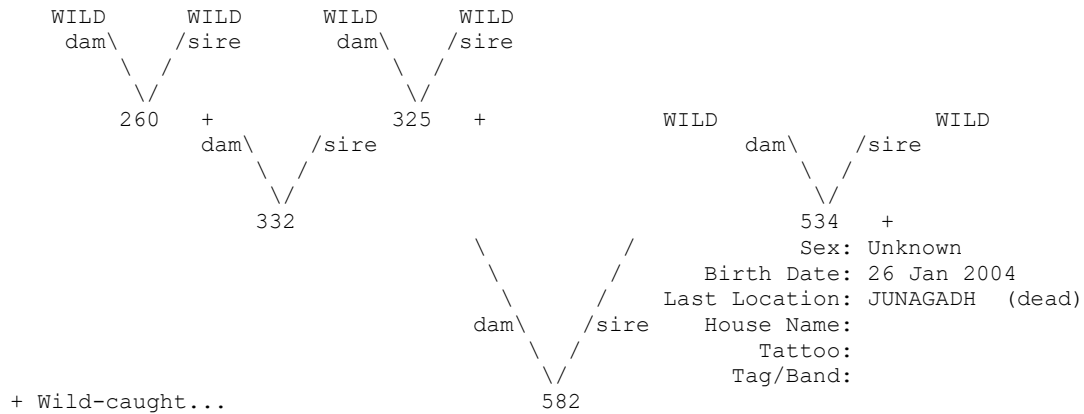 WILD WILD WILD WILD
dam\ /sire dam\ /sire
\ / \ /
\/ \/
260 + 325 + WILD WILD
dam\ /sire dam\ /sire
\ / \ /
\/ \/
332 534 +
\ / Sex: Unknown
\ / Birth Date: 26 Jan 2004
\ / Last Location: JUNAGADH (dead)
dam\ /sire House Name:
\ / Tattoo:
\/ Tag/Band:
+ Wild-caught... 582